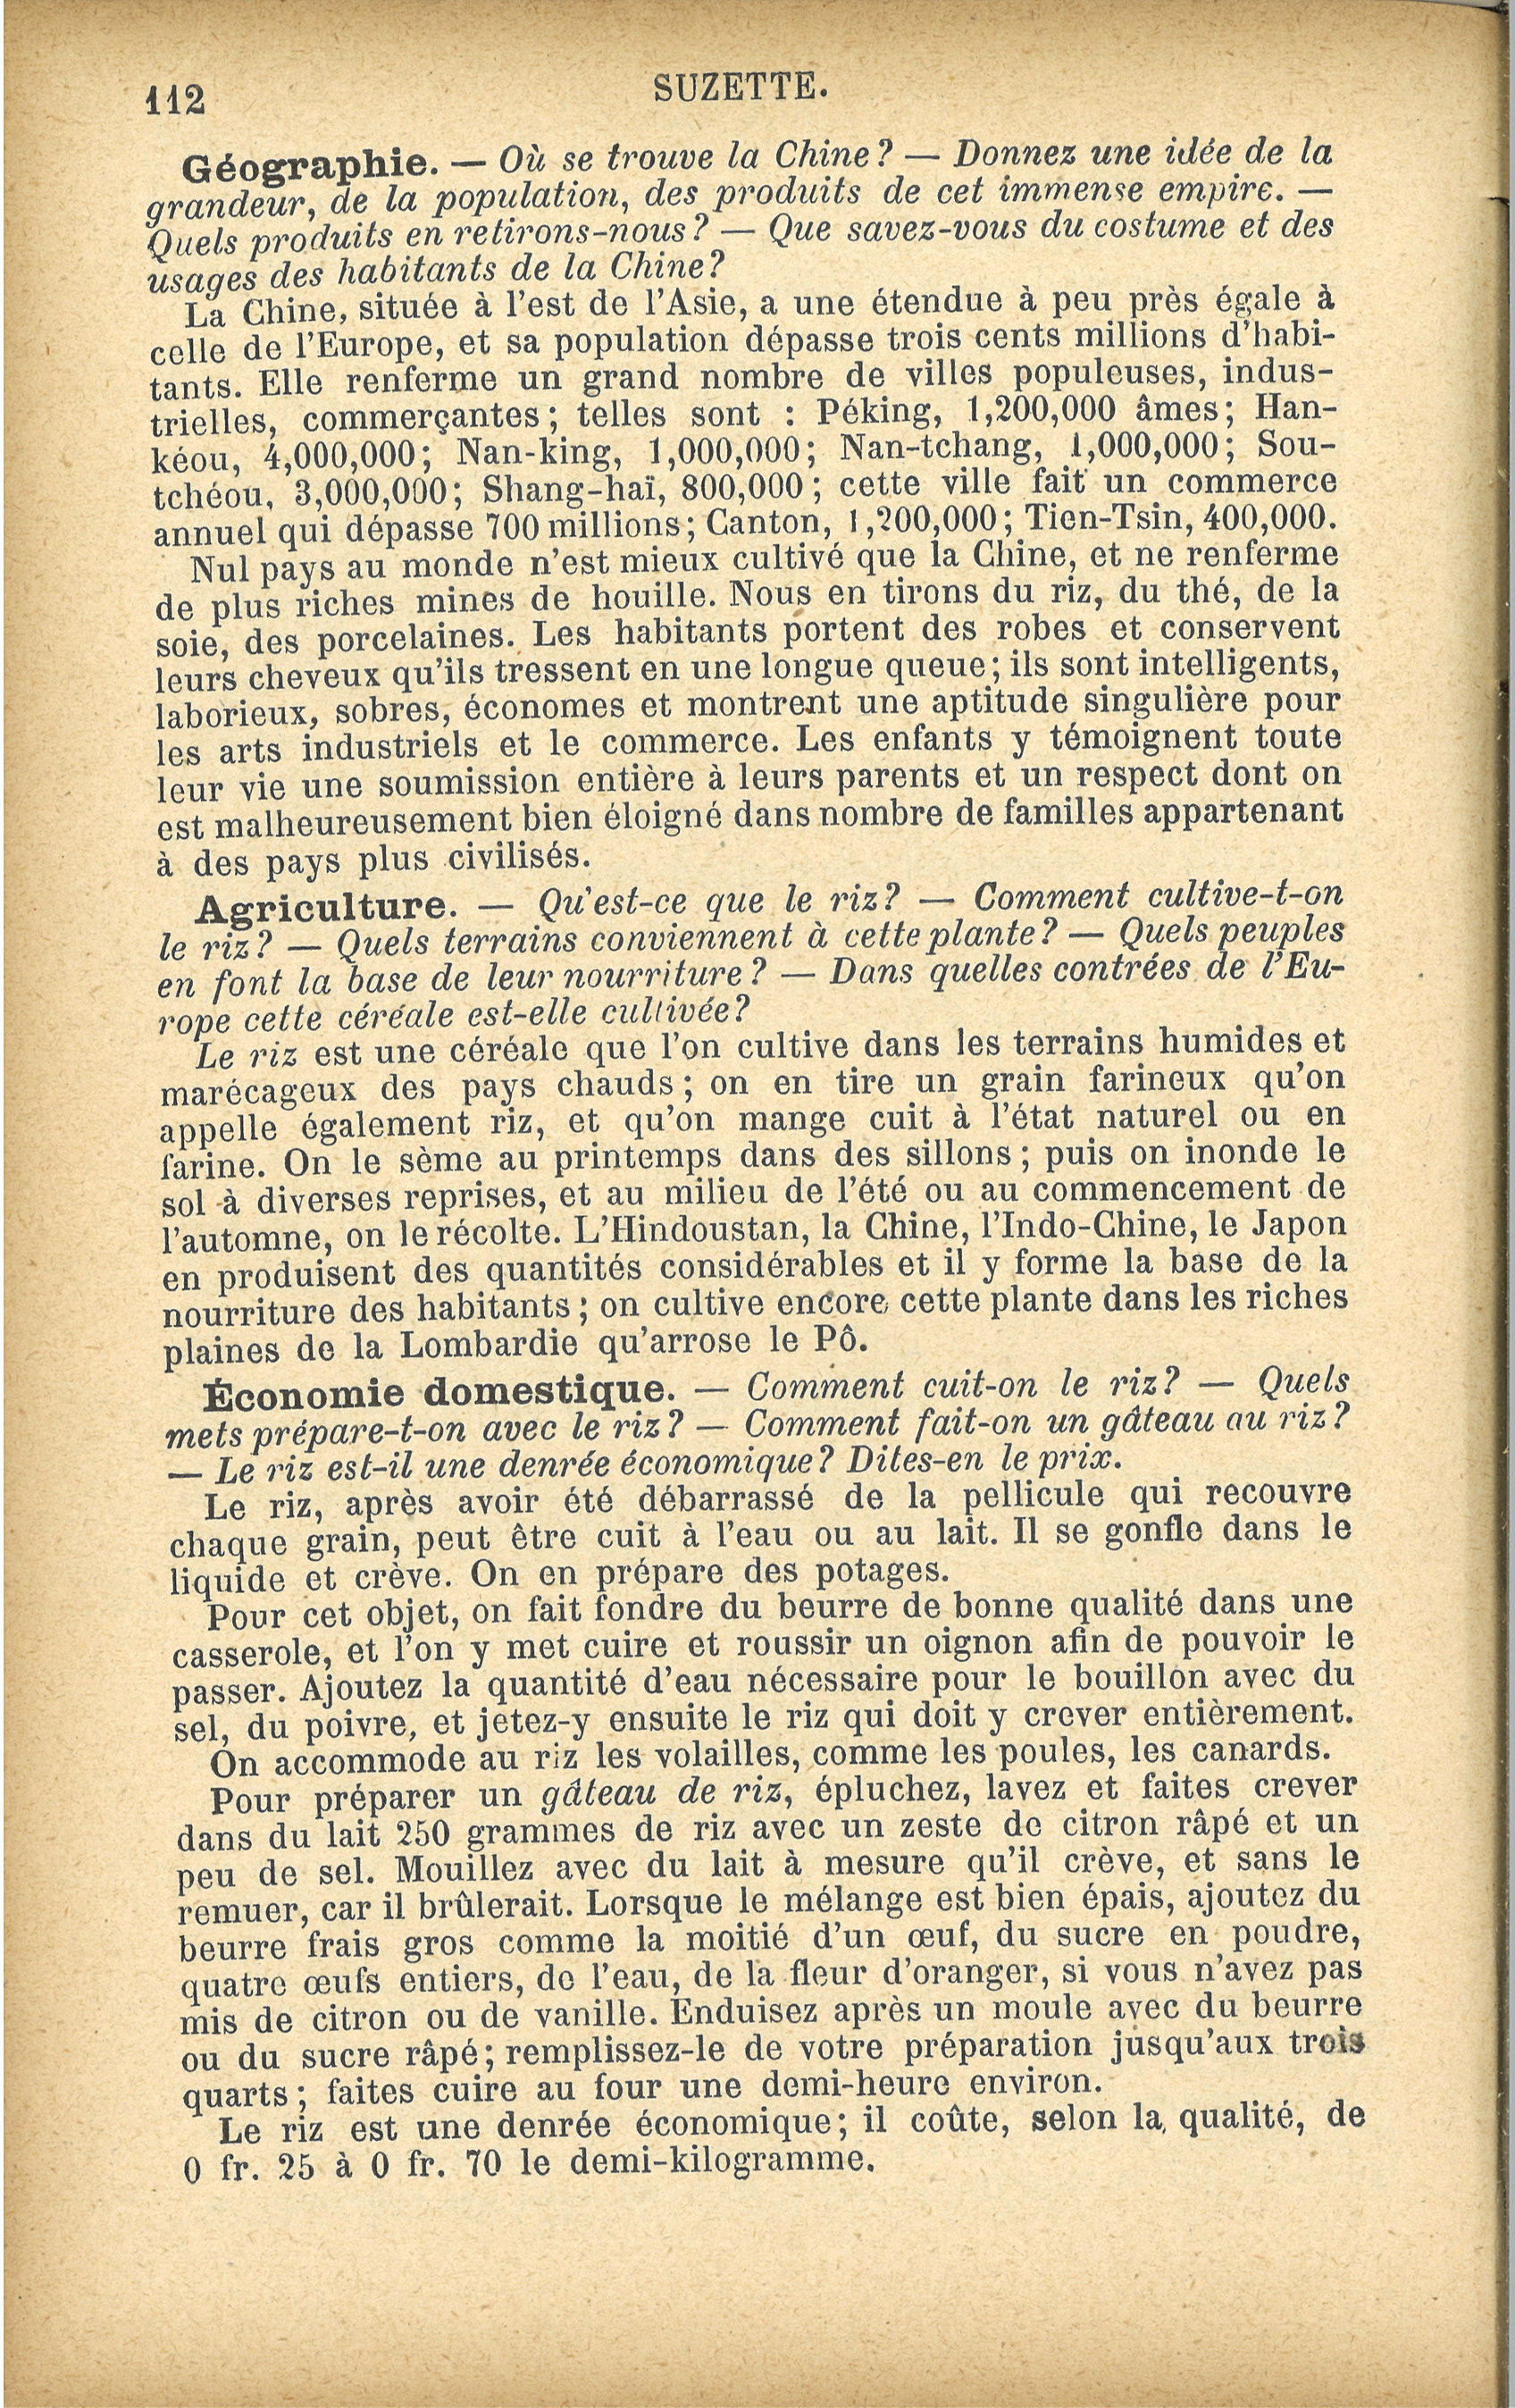 112
SUZETTE.
Géographie. — Où se trouve la Chine? — Donnez une idée de la
grandeur, de la population, des produits de cet immense empire. —
Quels produits en retirons-nous? — Que savez-vous du costume et des
usages des habitants de la Chine?
La Chine, située à l'est de l'Asie, a une étendue à peu près égale à
celle de l'Europe, et sa population dépasse trois cents millions d'habi-
tants. Elle renferme un grand nombre de villes populeuses, indus-
trielles, commerçantes; telles sont : Péking, 1,200,000 âmes; Han-
kéou, 4,000,000; Nan-king, 1,000,000; Nan-tchang, 1,000,000; Sou-
tchéou, 3,000,000; Shang-haï, 800,000; cette ville fait un commerce
annuel qui dépasse 700 millions; Canton, 1,200,000; Tien-Tsin, 400,000.
Nul pays au monde n'est mieux cultivé que la Chine, et ne renferme
de plus riches mines de houille. Nous en tirons du riz, du thé, de la
soie, des porcelaines. Les habitants portent des robes et conservent
leurs cheveux qu'ils tressent en une longue queue; ils sont intelligents,
laborieux, sobres, économes et montrent une aptitude singulière pour
les arts industriels et le commerce. Les enfants y témoignent toute
leur vie une soumission entière à leurs parents et un respect dont on
est malheureusement bien éloigné dans nombre de familles appartenant
à des pays plus civilisés.
Agriculture. — Qu'est-ce que le riz? — Comment cultive-t-on
le riz? — Quels terrains conviennent à cette plante? — Quels peuples
en font la base de leur nourriture? — Dans quelles contrées de l'Eu-
rope cette céréale est-elle cultivée?
Le riz est une céréale que l'on cultive dans les terrains humides et
marécageux des pays chauds; on en tire un grain farineux qu'on
appelle également riz, et qu'on mange cuit à l'état naturel ou en
farine. On le sème au printemps dans des sillons; puis on inonde le
sol à diverses reprises, et au milieu de l'été ou au commencement de
l'automne, on le récolte. L'Hindoustan, la Chine, l'Indo-Chine, le Japon
en produisent des quantités considérables et il y forme la base de la
nourriture des habitants; on cultive encore cette plante dans les riches
plaines de la Lombardie qu'arrose le Pô.
Économie domestique. — Comment cuit-on le riz? — Quels
mets prépare-t-on avec le riz? — Comment fait-on un gâteau au riz?
— Le riz est-il une denrée économique? Dites-en le prix.
Le riz, après avoir été débarrassé de la pellicule qui recouvre
chaque grain, peut être cuit à l'eau ou au lait. Il se gonfle dans le
liquide et crève. On en prépare des potages.
Pour cet objet, on fait fondre du beurre de bonne qualité dans une
casserole, et l'on y met cuire et roussir un oignon afin de pouvoir le
passer. Ajoutez la quantité d'eau nécessaire pour le bouillon avec du
sel, du poivre, et jetez-y ensuite le riz qui doit y crever entièrement.
On accommode au riz les volailles, comme les poules, les canards.
Pour préparer un gâteau de riz, épluchez, lavez et faites crever
dans du lait 250 grammes de riz avec un zeste de citron râpé et un
peu de sel. Mouillez avec du lait à mesure qu'il crève, et sans le
remuer, car il brûlerait. Lorsque le mélange est bien épais, ajoutez du
beurre frais gros comme la moitié d'un œuf, du sucre en poudre,
quatre œufs entiers, de l'eau, de la fleur d'oranger, si vous n'avez pas
mis de citron ou de vanille. Enduisez après un moule avec du beurre
ou du sucre râpé; remplissez-le de votre préparation jusqu'aux trois
quarts; faites cuire au four une demi-heure environ.
Le riz est une denrée économique; il coûte, selon la qualité, de
0 fr. 25 à 0 fr. 70 le demi-kilogramme.